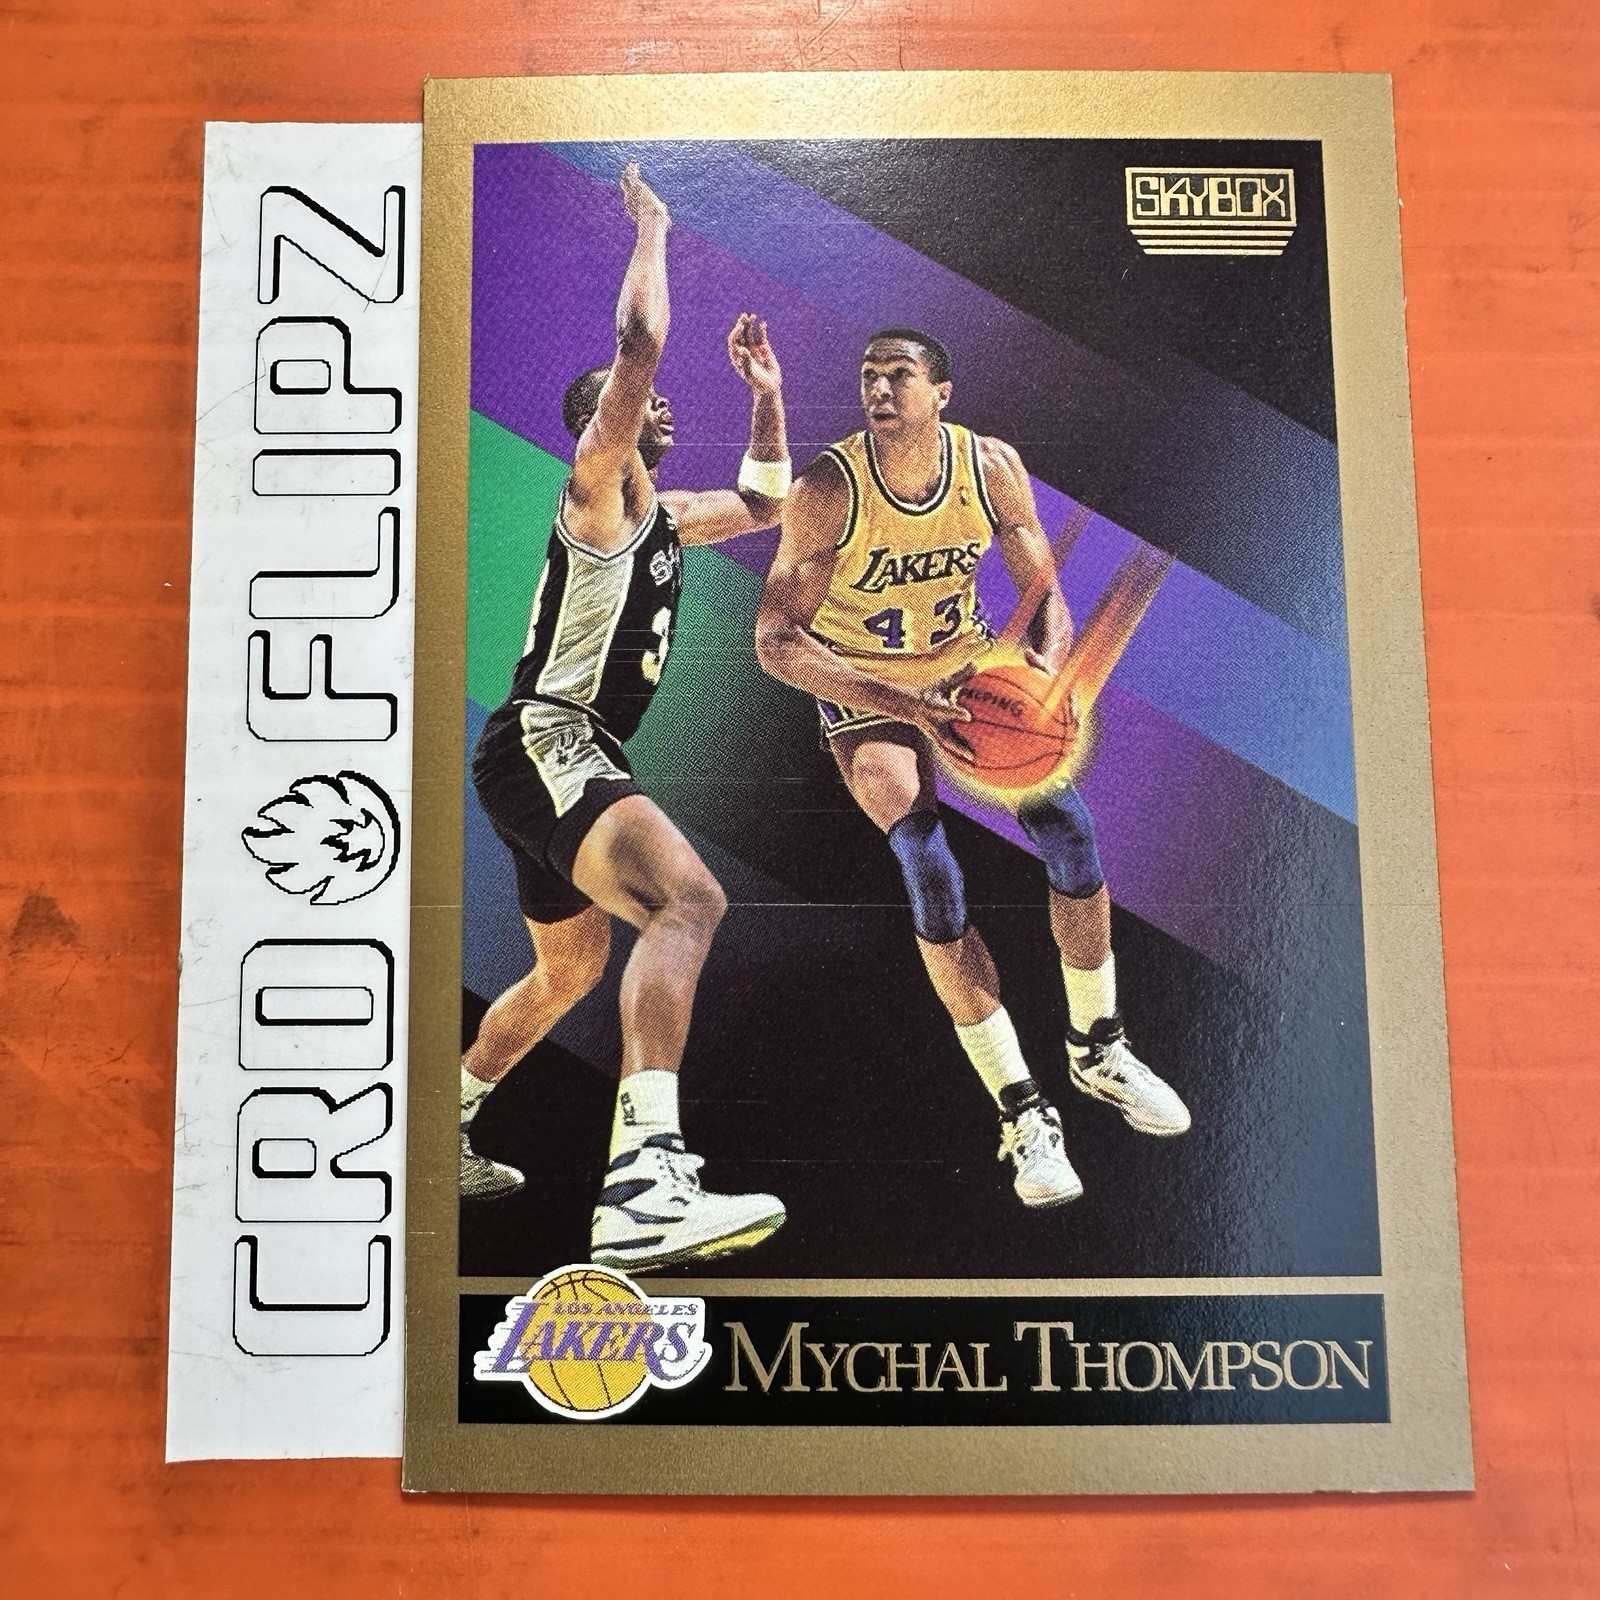 CRD FLIPZ
SKYBOX
LAKERS
43
SPALDING
LOS ANGELES
LAKERS
MYCHAL THOMPSON